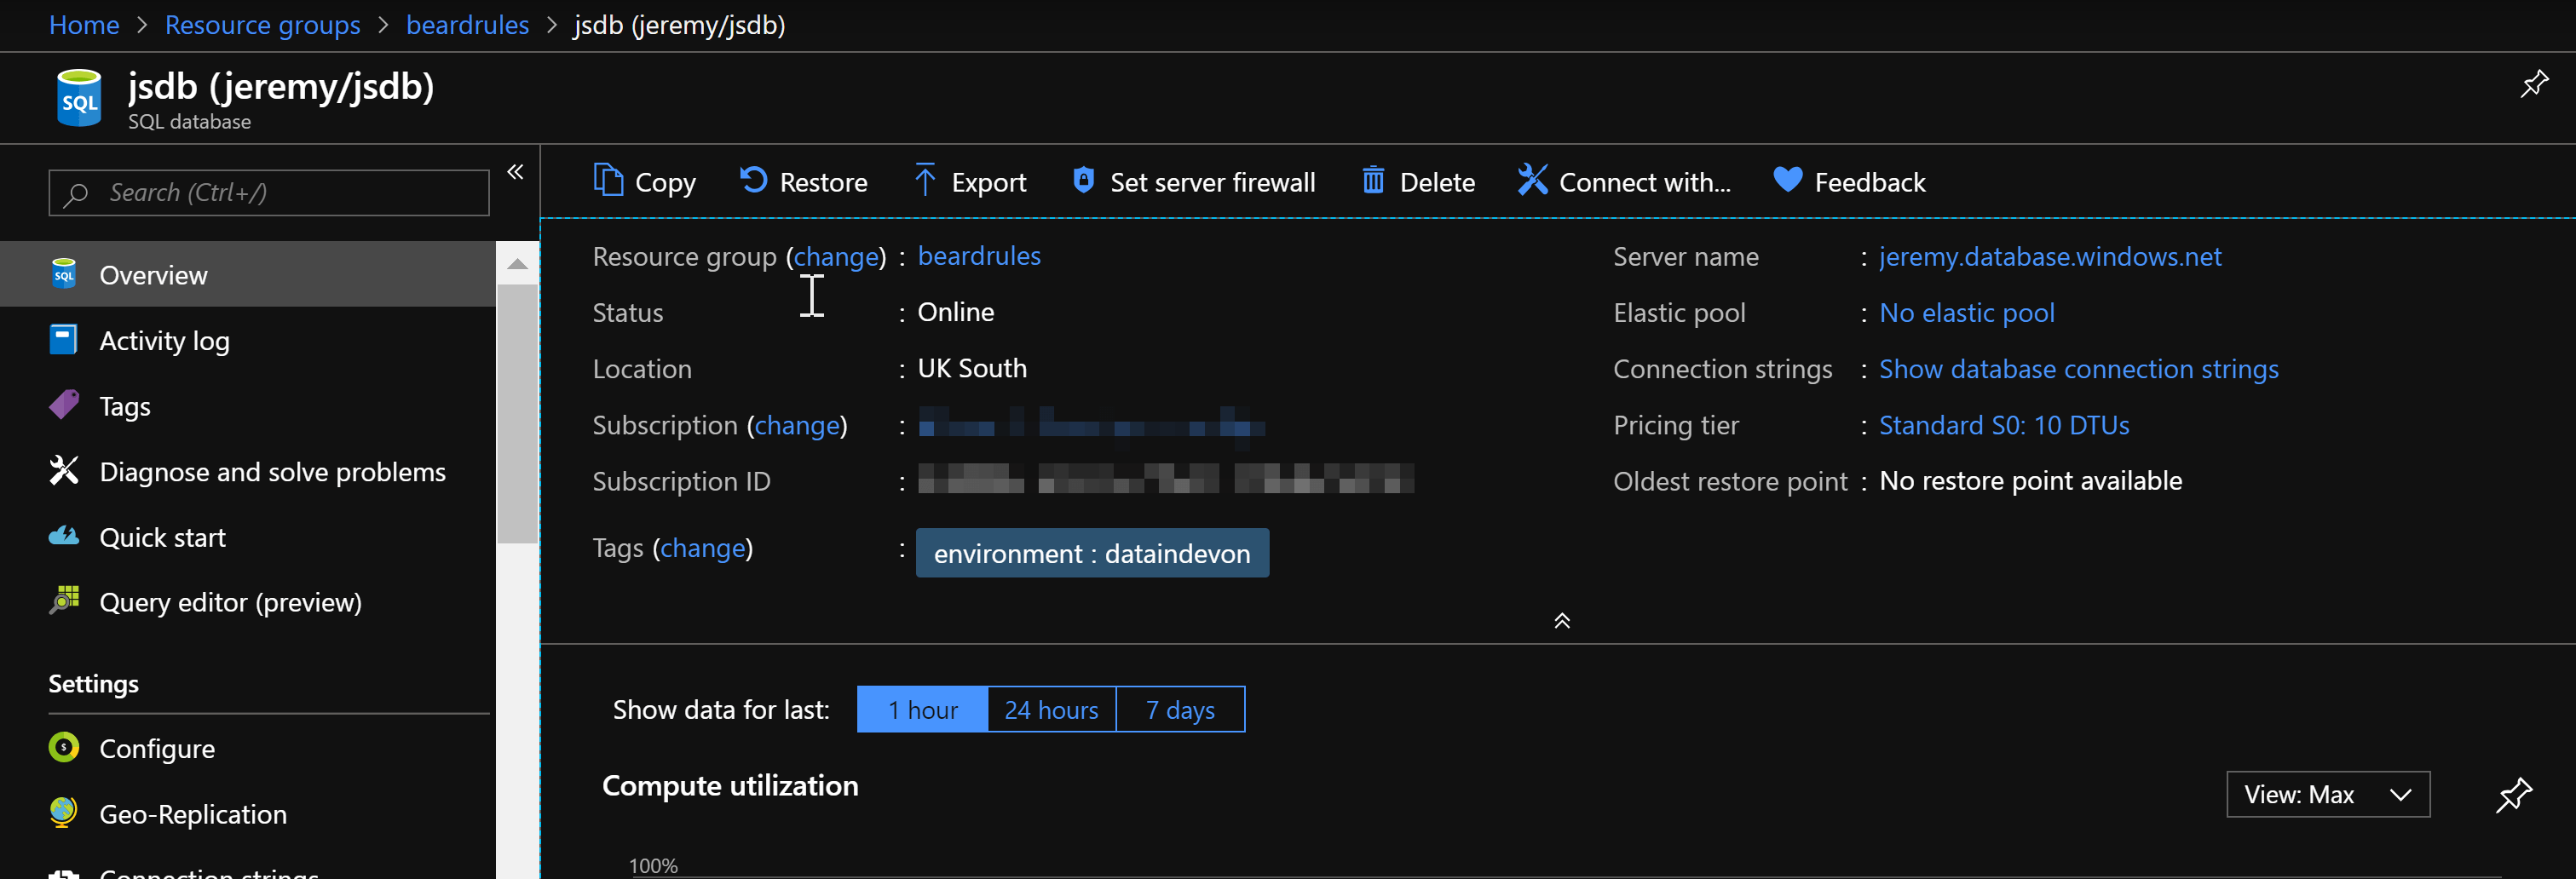 Home > Resource groups > beardrules > jsdb (jeremy/jsdb)
jsdb (jeremy/jsdb)
SQL
SQL database
Search (Ctrl+/)
«
Overview
Activity log
Tags
Diagnose and solve problems
Quick start
Query editor (preview)
Settings
Configure
Geo-Replication
Connection strings
Copy Restore Export Set server firewall Delete Connect with... Feedback
Resource group (change) : beardrules
Status : Online
Location : UK South
Subscription (change) :
Subscription ID :
Tags (change) : environment : dataindevon
Server name : jeremy.database.windows.net
Elastic pool : No elastic pool
Connection strings : Show database connection strings
Pricing tier : Standard S0: 10 DTUs
Oldest restore point : No restore point available
Show data for last: 1 hour 24 hours 7 days
Compute utilization
View: Max
100%